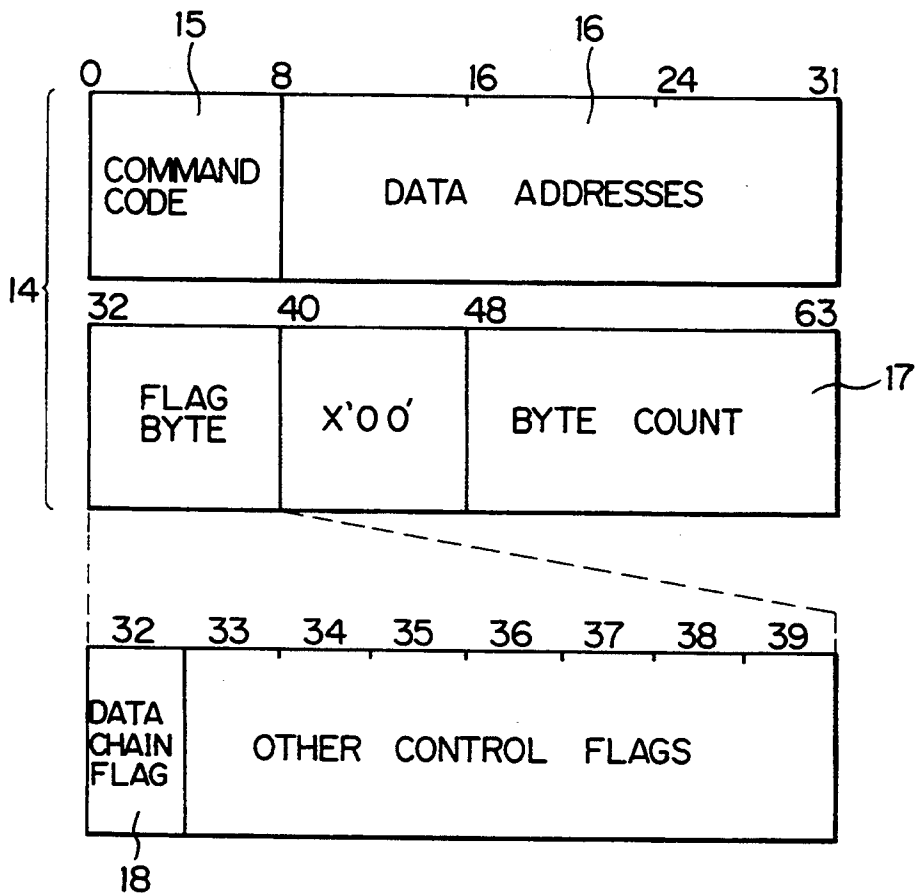 15
16
0 8 16 24 31
COMMAND
CODE
DATA ADDRESSES
14
32 40 48 63
FLAG
BYTE
X'00'
BYTE COUNT
17
32 33 34 35 36 37 38 39
DATA
CHAIN
FLAG
OTHER CONTROL FLAGS
18